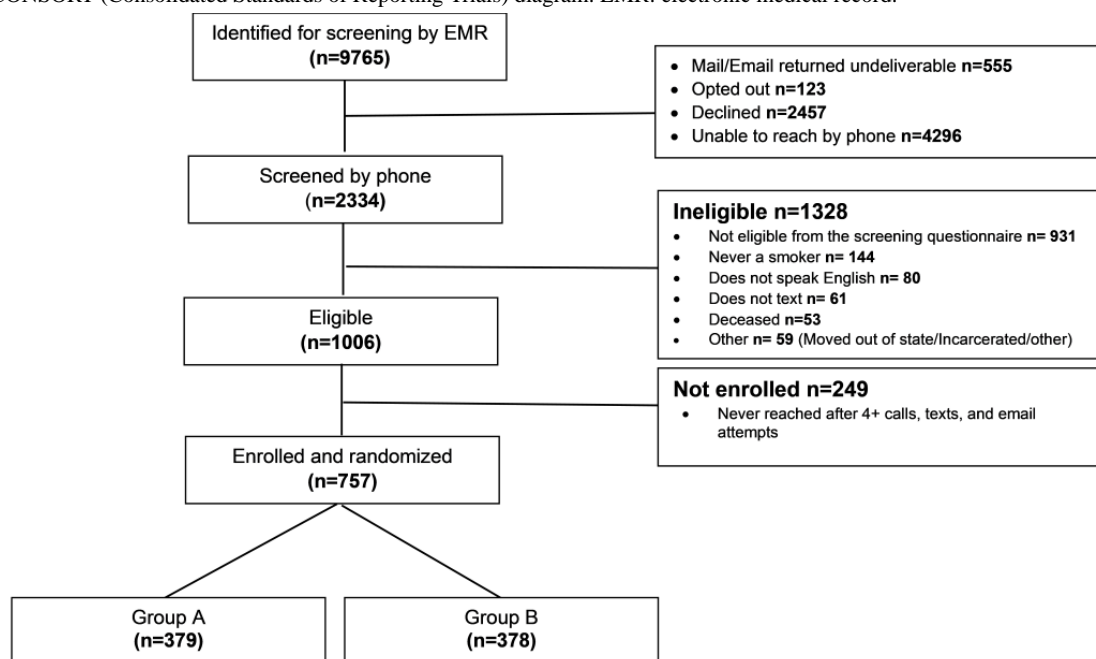 CONSORT (Consolidated Standards of Reporting Trials) diagram. EMR: electronic medical record.
Identified for screening by EMR
(n=9765)
• Mail/Email returned undeliverable n=555
• Opted out n=123
• Declined n=2457
• Unable to reach by phone n=4296
Screened by phone
(n=2334)
Ineligible n=1328
• Not eligible from the screening questionnaire n= 931
• Never a smoker n= 144
• Does not speak English n= 80
• Does not text n= 61
• Deceased n=53
• Other n= 59 (Moved out of state/Incarcerated/other)
Eligible
(n=1006)
Not enrolled n=249
• Never reached after 4+ calls, texts, and email
attempts
Enrolled and randomized
(n=757)
Group A
(n=379)
Group B
(n=378)